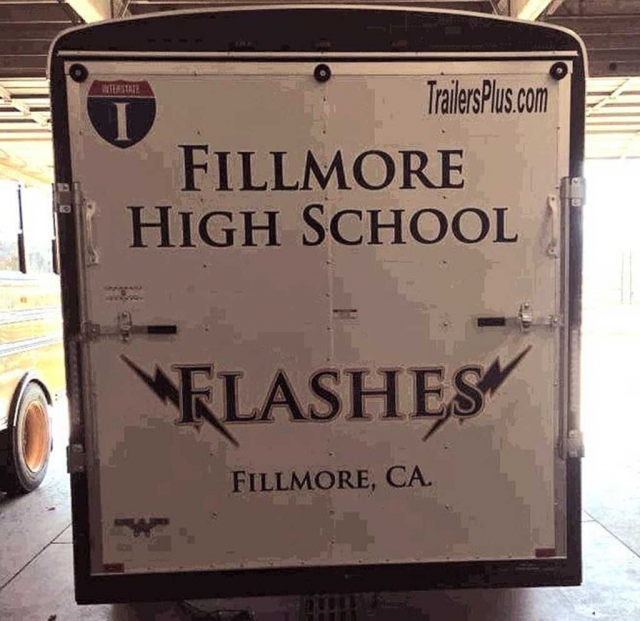 INTERSTATE
I
TrailersPlus.com
FILLMORE
HIGH SCHOOL
FLASHES
FILLMORE, CA.